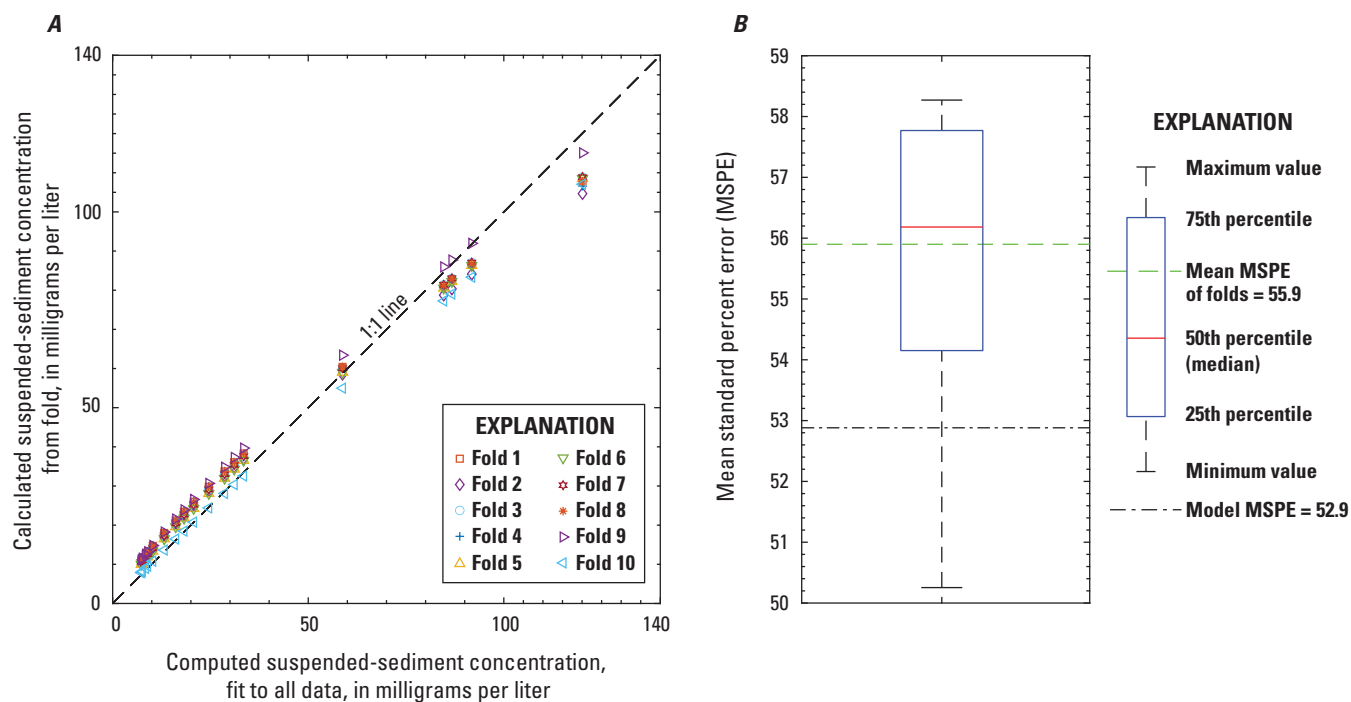 A
Calculated suspended-sediment concentration
from fold, in milligrams per liter
140
100
50
0
1:1 line
EXPLANATION
Fold 1
Fold 2
Fold 3
Fold 4
Fold 5
Fold 6
Fold 7
Fold 8
Fold 9
Fold 10
0
50
100
140
Computed suspended-sediment concentration,
fit to all data, in milligrams per liter
B
Mean standard percent error (MSPE)
59
58
57
56
55
54
53
52
51
50
EXPLANATION
Maximum value
75th percentile
Mean MSPE
of folds = 55.9
50th percentile
(median)
25th percentile
Minimum value
Model MSPE = 52.9